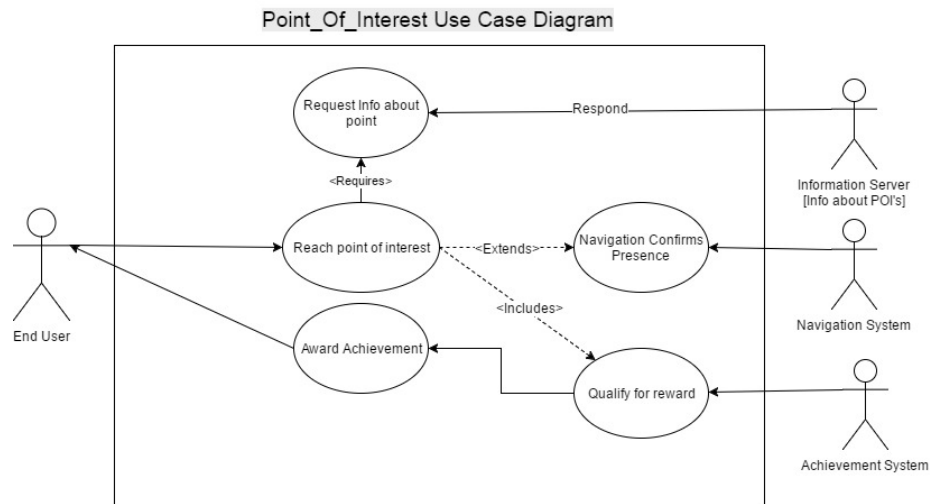 Point_Of_Interest Use Case Diagram
Request Info about
point
Respond
Information Server
[Info about POI's]
<Requires>
Reach point of interest
<Extends>
Navigation Confirms
Presence
<Includes>
End User
Navigation System
Award Achievement
Qualify for reward
Achievement System